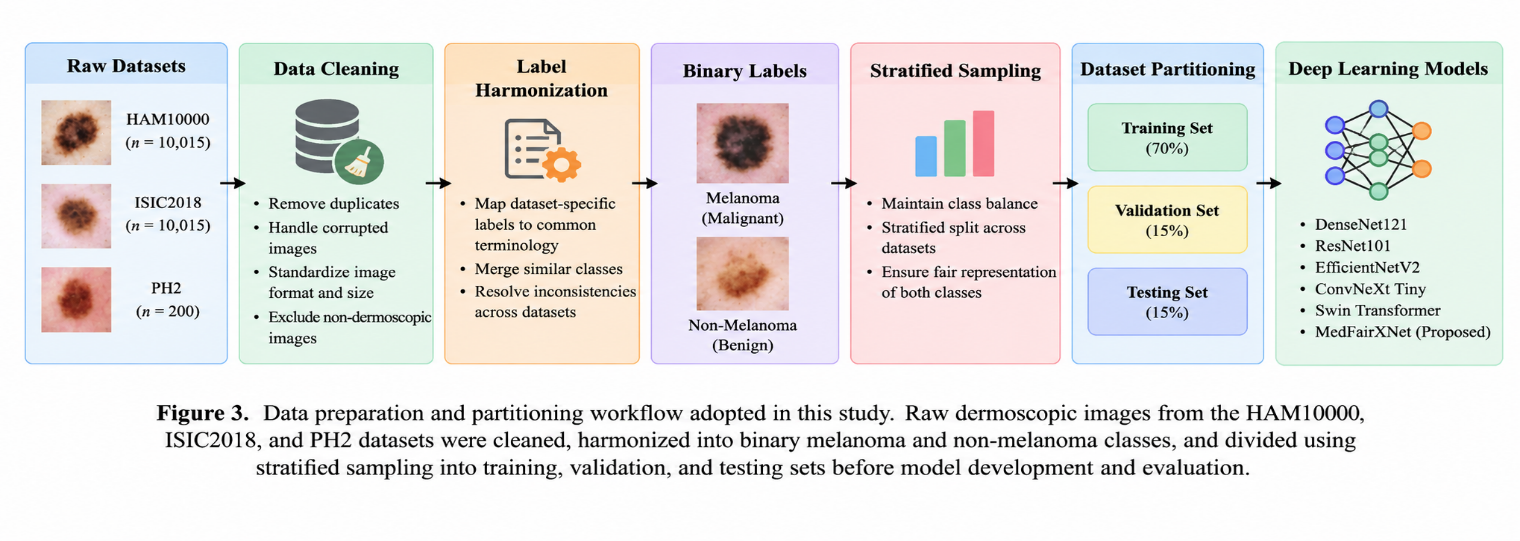 Raw Datasets
HAM10000
(n = 10,015)
ISIC2018
(n = 10,015)
PH2
(n = 200)
Data Cleaning
• Remove duplicates
• Handle corrupted
images
• Standardize image
format and size
• Exclude non-dermoscopic
images
Label
Harmonization
• Map dataset-specific
labels to common
terminology
• Merge similar classes
• Resolve inconsistencies
across datasets
Binary Labels
Melanoma
(Malignant)
Non-Melanoma
(Benign)
Stratified Sampling
• Maintain class balance
• Stratified split across
datasets
• Ensure fair representation
of both classes
Dataset Partitioning
Training Set
(70%)
Validation Set
(15%)
Testing Set
(15%)
Deep Learning Models
• DenseNet121
• ResNet101
• EfficientNetV2
• ConvNeXt Tiny
• Swin Transformer
• MedFairXNet (Proposed)
Figure 3. Data preparation and partitioning workflow adopted in this study. Raw dermoscopic images from the HAM10000,
ISIC2018, and PH2 datasets were cleaned, harmonized into binary melanoma and non-melanoma classes, and divided using
stratified sampling into training, validation, and testing sets before model development and evaluation.